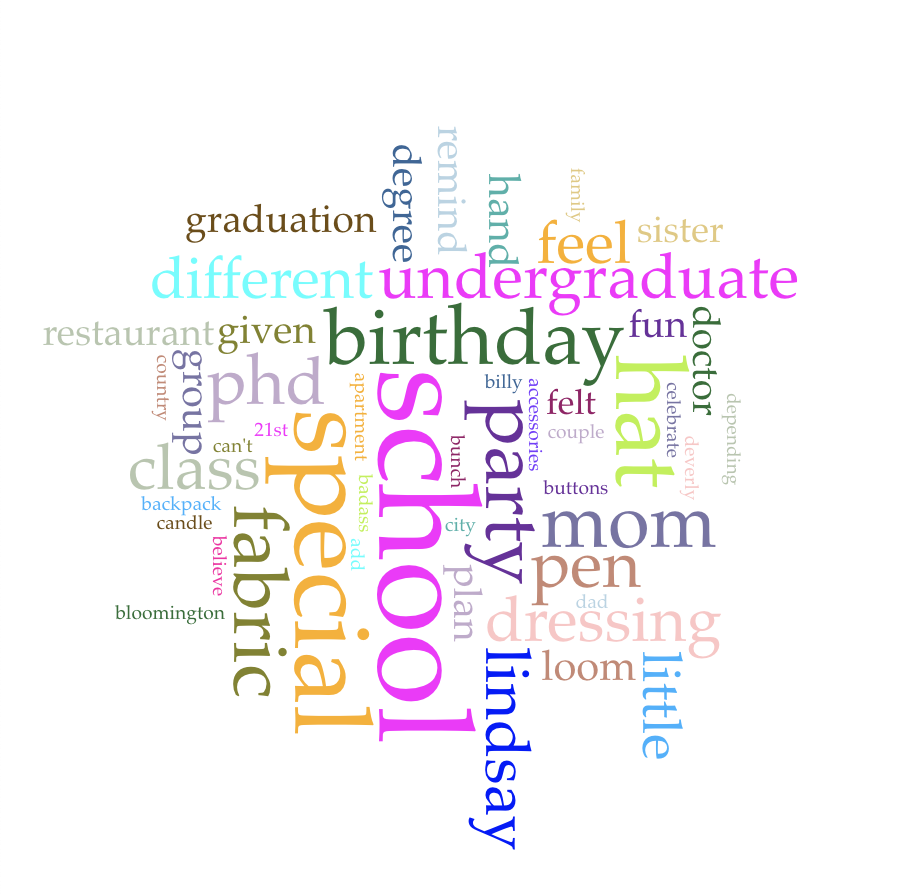 remind
degree
hand
family
graduation
feel
sister
different
undergraduate
restaurant
given
birthday
fun
doctor
group
country
phd
apartment
school
billy
accessories
party
felt
hat
celebrate
depending
21st
can't
special
bunch
couple
deverly
class
badass
buttons
backpack
candle
city
mom
fabric
believe
add
plan
pen
bloomington
dad
dressing
lindsay
loom
little